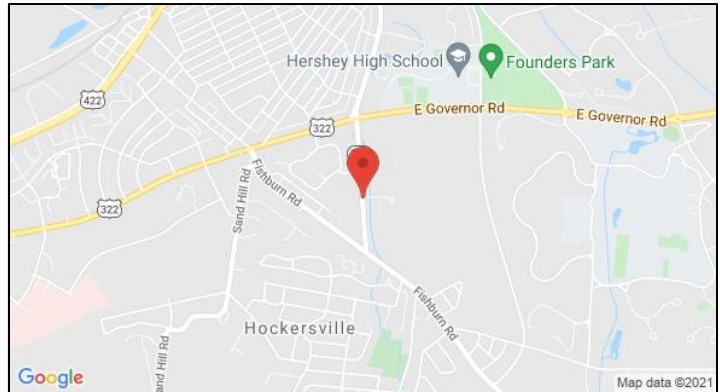 Hershey High School
Founders Park
422
E Governor Rd
E Governor Rd
322
Fishburn Rd
Sand Hill Rd
322
Fishburn Rd
Hockersville
nd Hill Rd
Google
Map data ©2021